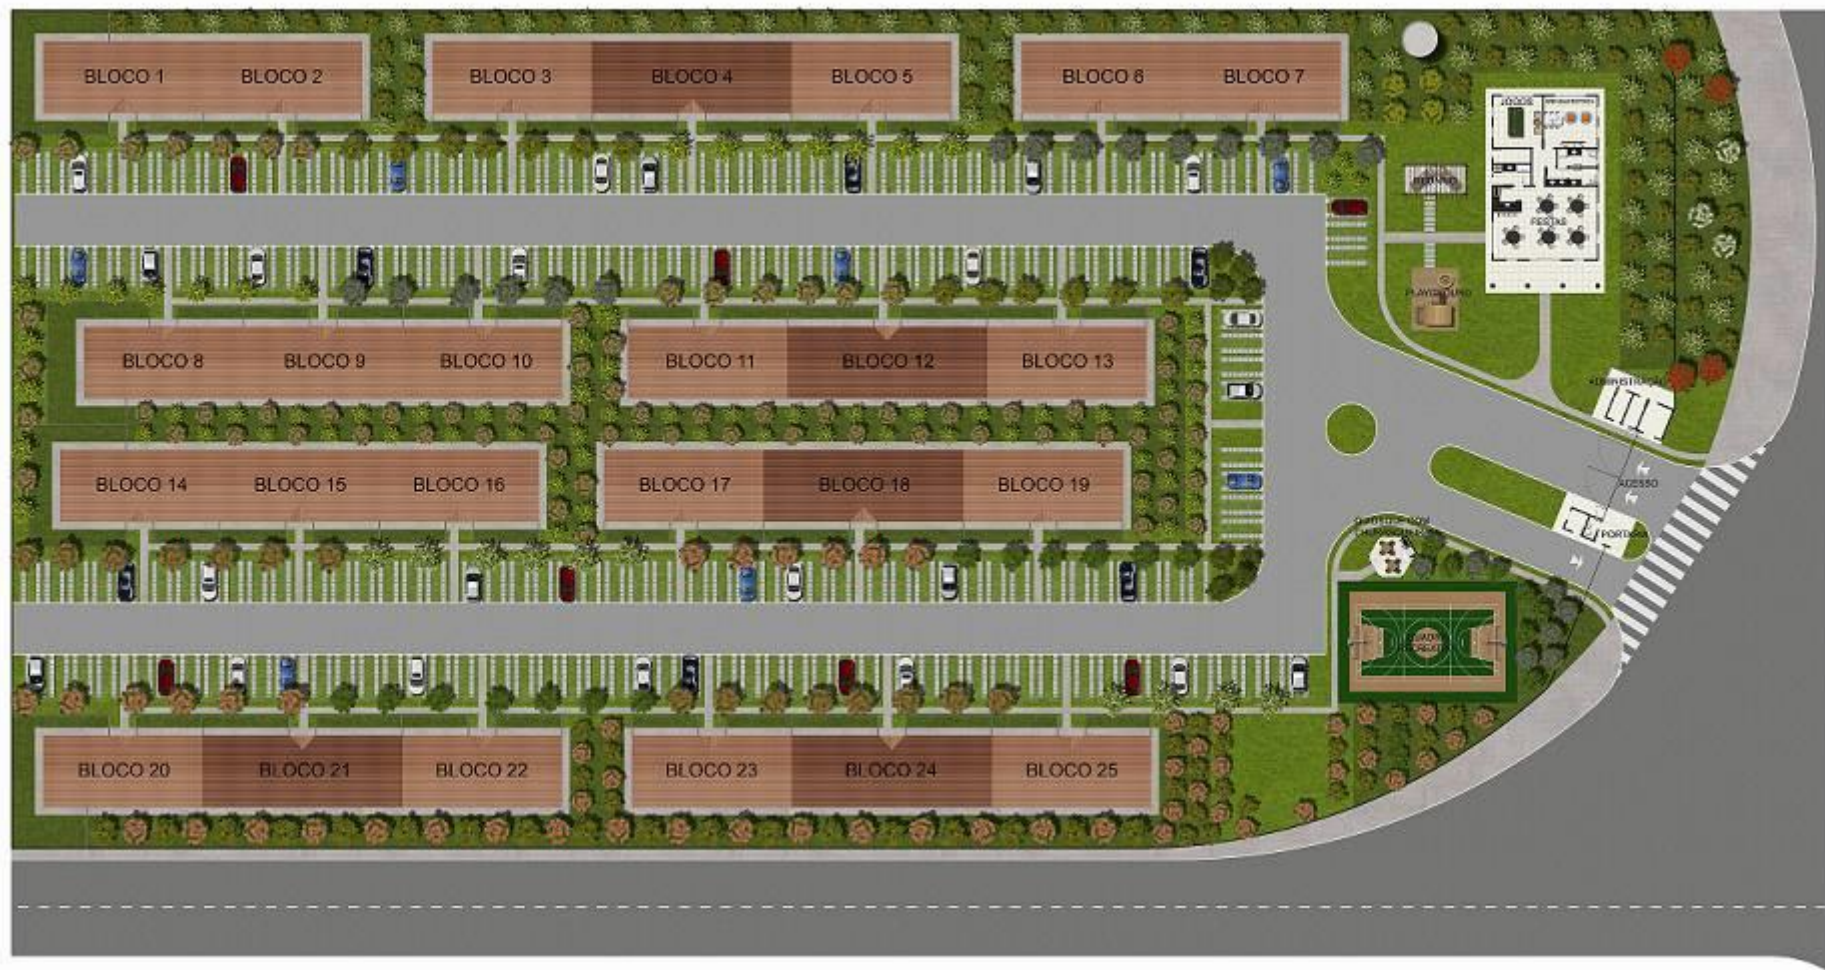 BLOCO 1
BLOCO 2
BLOCO 3
BLOCO 4
BLOCO 5
BLOCO 6
BLOCO 7
JOGOS
FESTAS
PLAYGROUND
BLOCO 8
BLOCO 9
BLOCO 10
BLOCO 11
BLOCO 12
BLOCO 13
ADMINISTRAÇÃO
BLOCO 14
BLOCO 15
BLOCO 16
BLOCO 17
BLOCO 18
BLOCO 19
ACESSO
PORTARIA
BLOCO 20
BLOCO 21
BLOCO 22
BLOCO 23
BLOCO 24
BLOCO 25